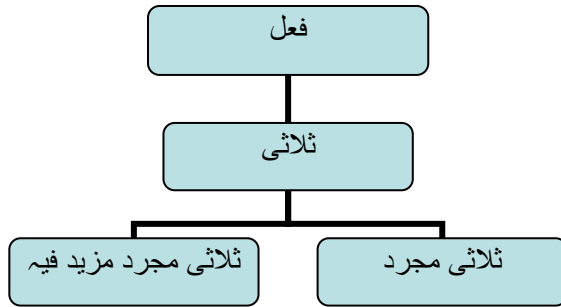 فعل
ثلاثی
ثلاثی مجرد
ثلاثی مجرد مزید فیہ